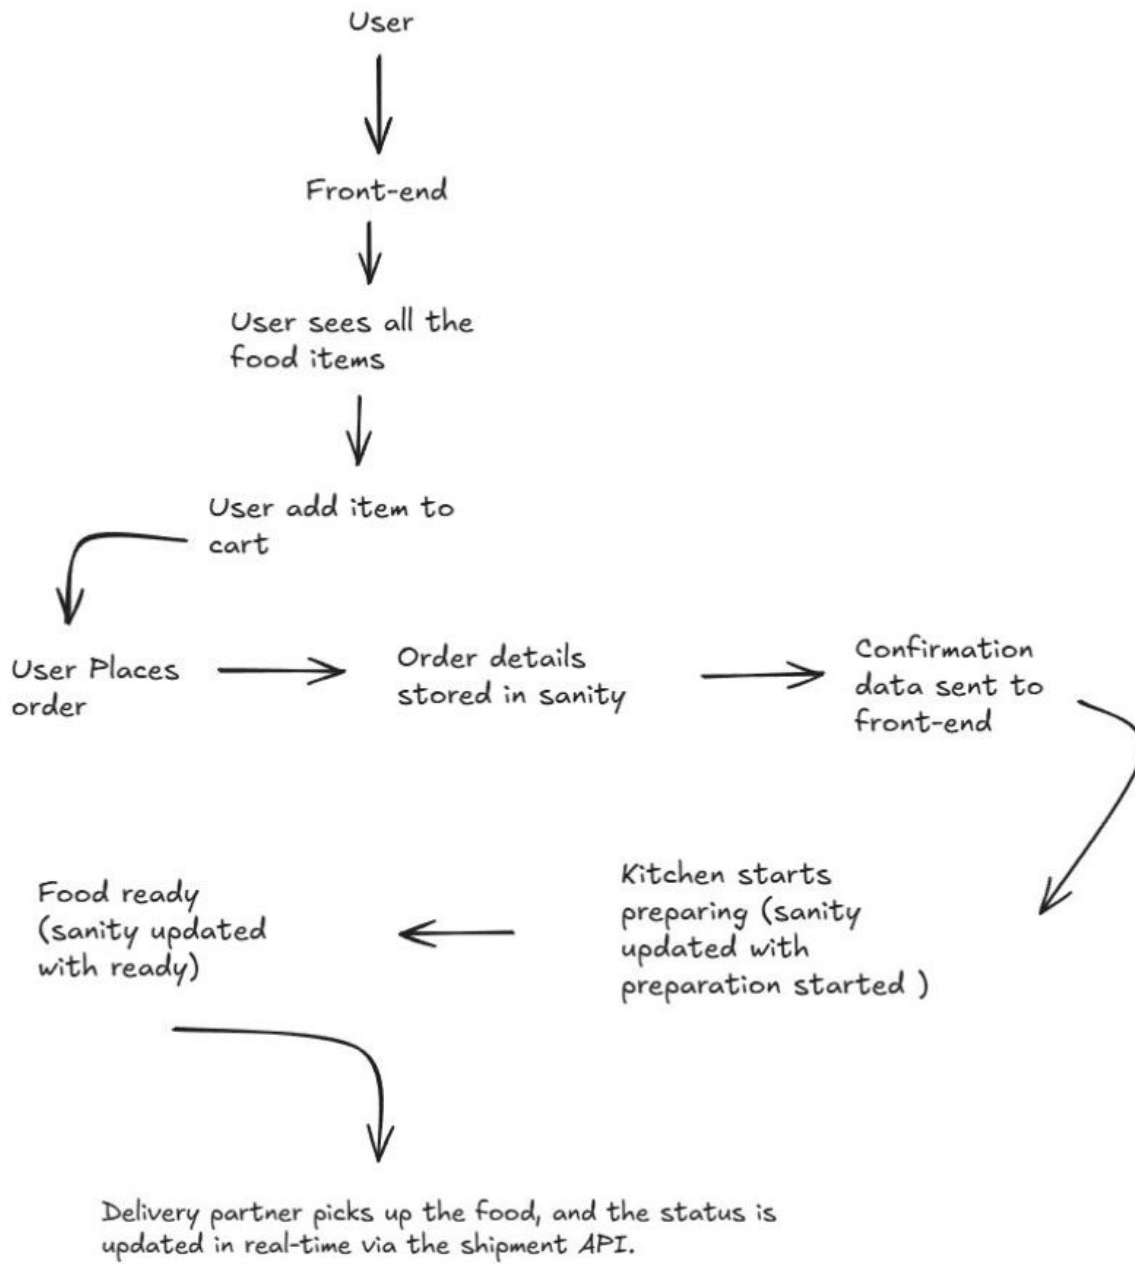 User
Front-end
User sees all the
food items
User add item to
cart
User Places
order
Order details
stored in sanity
Confirmation
data sent to
front-end
Kitchen starts
preparing (sanity
updated with
preparation started )
Food ready
(sanity updated
with ready)
Delivery partner picks up the food, and the status is
updated in real-time via the shipment API.